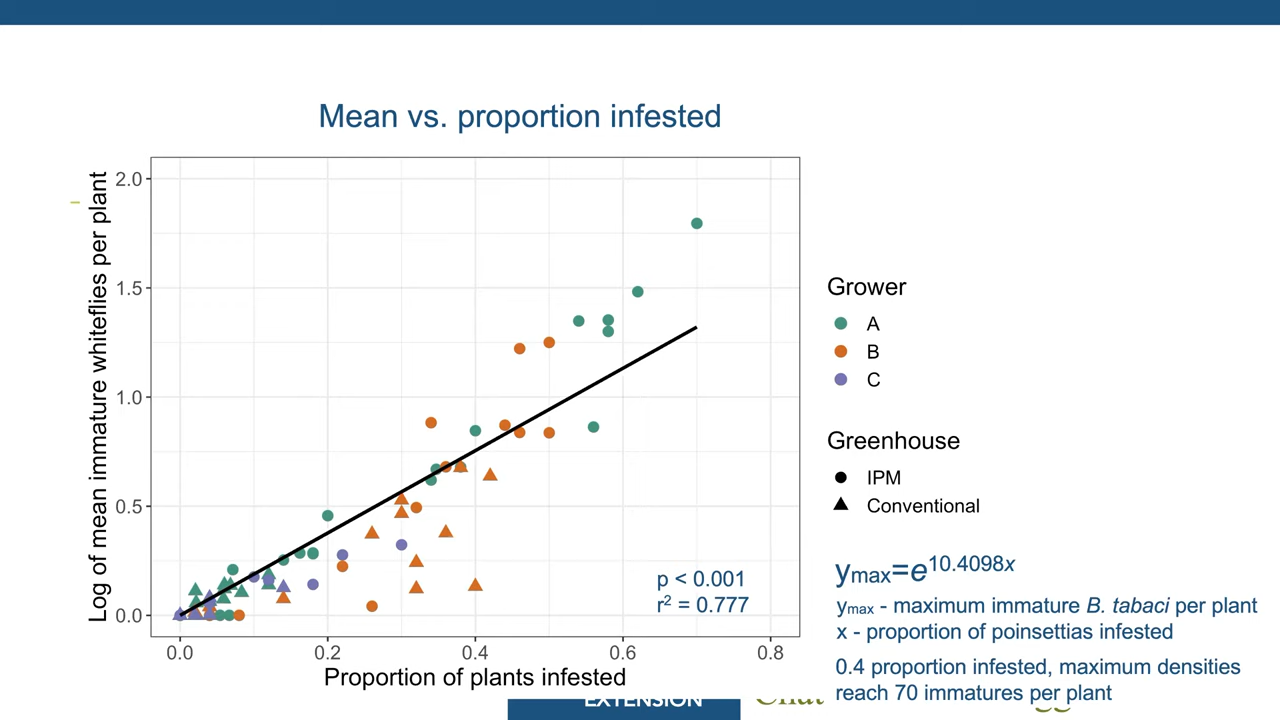 Mean vs. proportion infested
Log of mean immature whiteflies per plant
2.0
1.5
1.0
0.5
0.0
0.0 0.2 0.4 0.6 0.8
Proportion of plants infested
p < 0.001
r² = 0.777
Grower
A
B
C
Greenhouse
IPM
Conventional
ymax=e^10.4098x
ymax - maximum immature B. tabaci per plant
x - proportion of poinsettias infested
0.4 proportion infested, maximum densities
reach 70 immatures per plant
EXTENSION